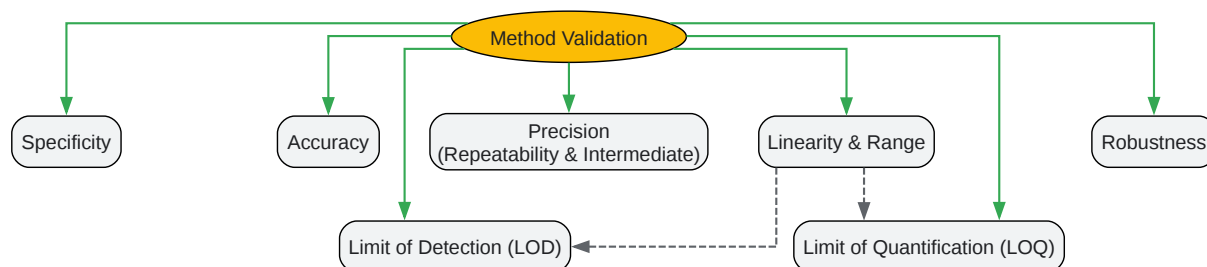 Method Validation
Specificity
Accuracy
Precision
(Repeatability & Intermediate)
Linearity & Range
Robustness
Limit of Detection (LOD)
Limit of Quantification (LOQ)